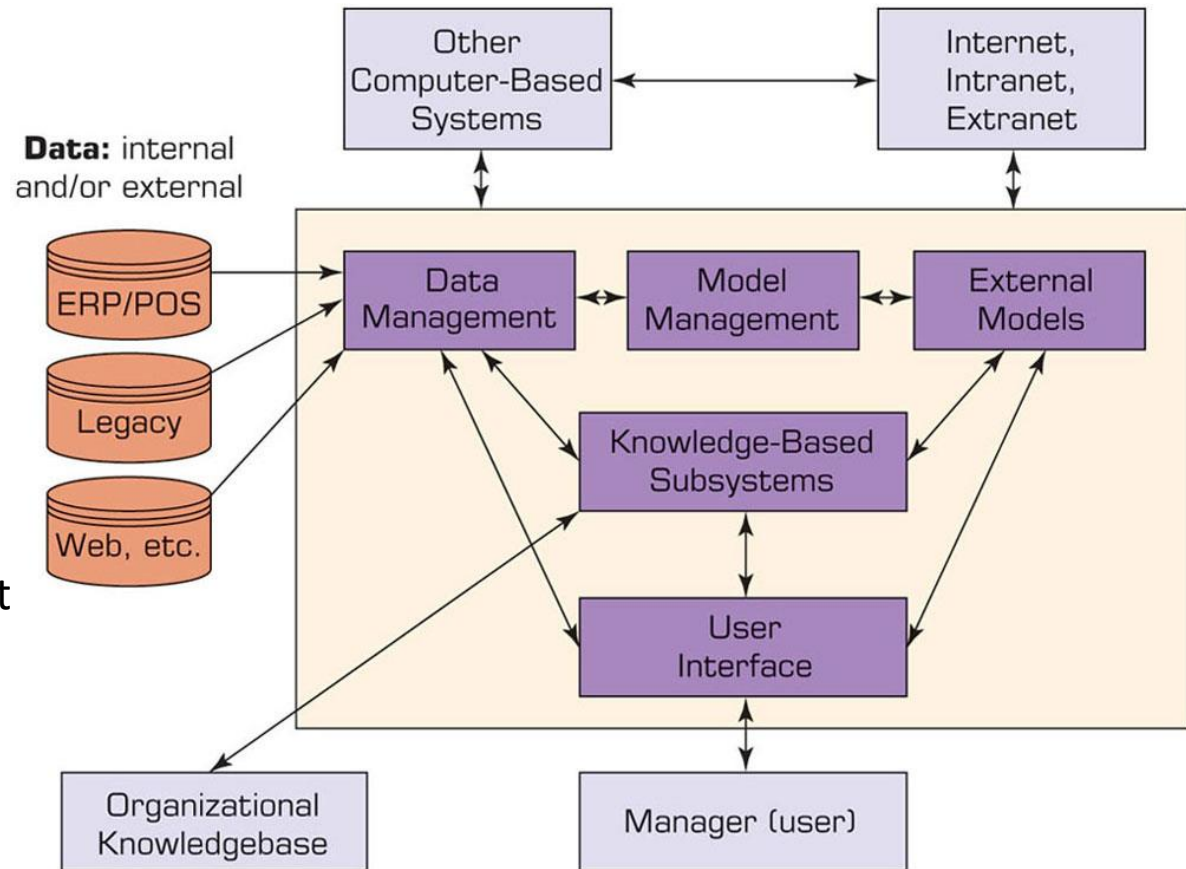 Other
Computer-Based
Systems
Internet,
Intranet,
Extranet
Data: internal
and/or external
ERP/POS
Legacy
Web, etc.
Data
Management
Model
Management
External
Models
Knowledge-Based
Subsystems
User
Interface
Organizational
Knowledgebase
Manager (user)
t